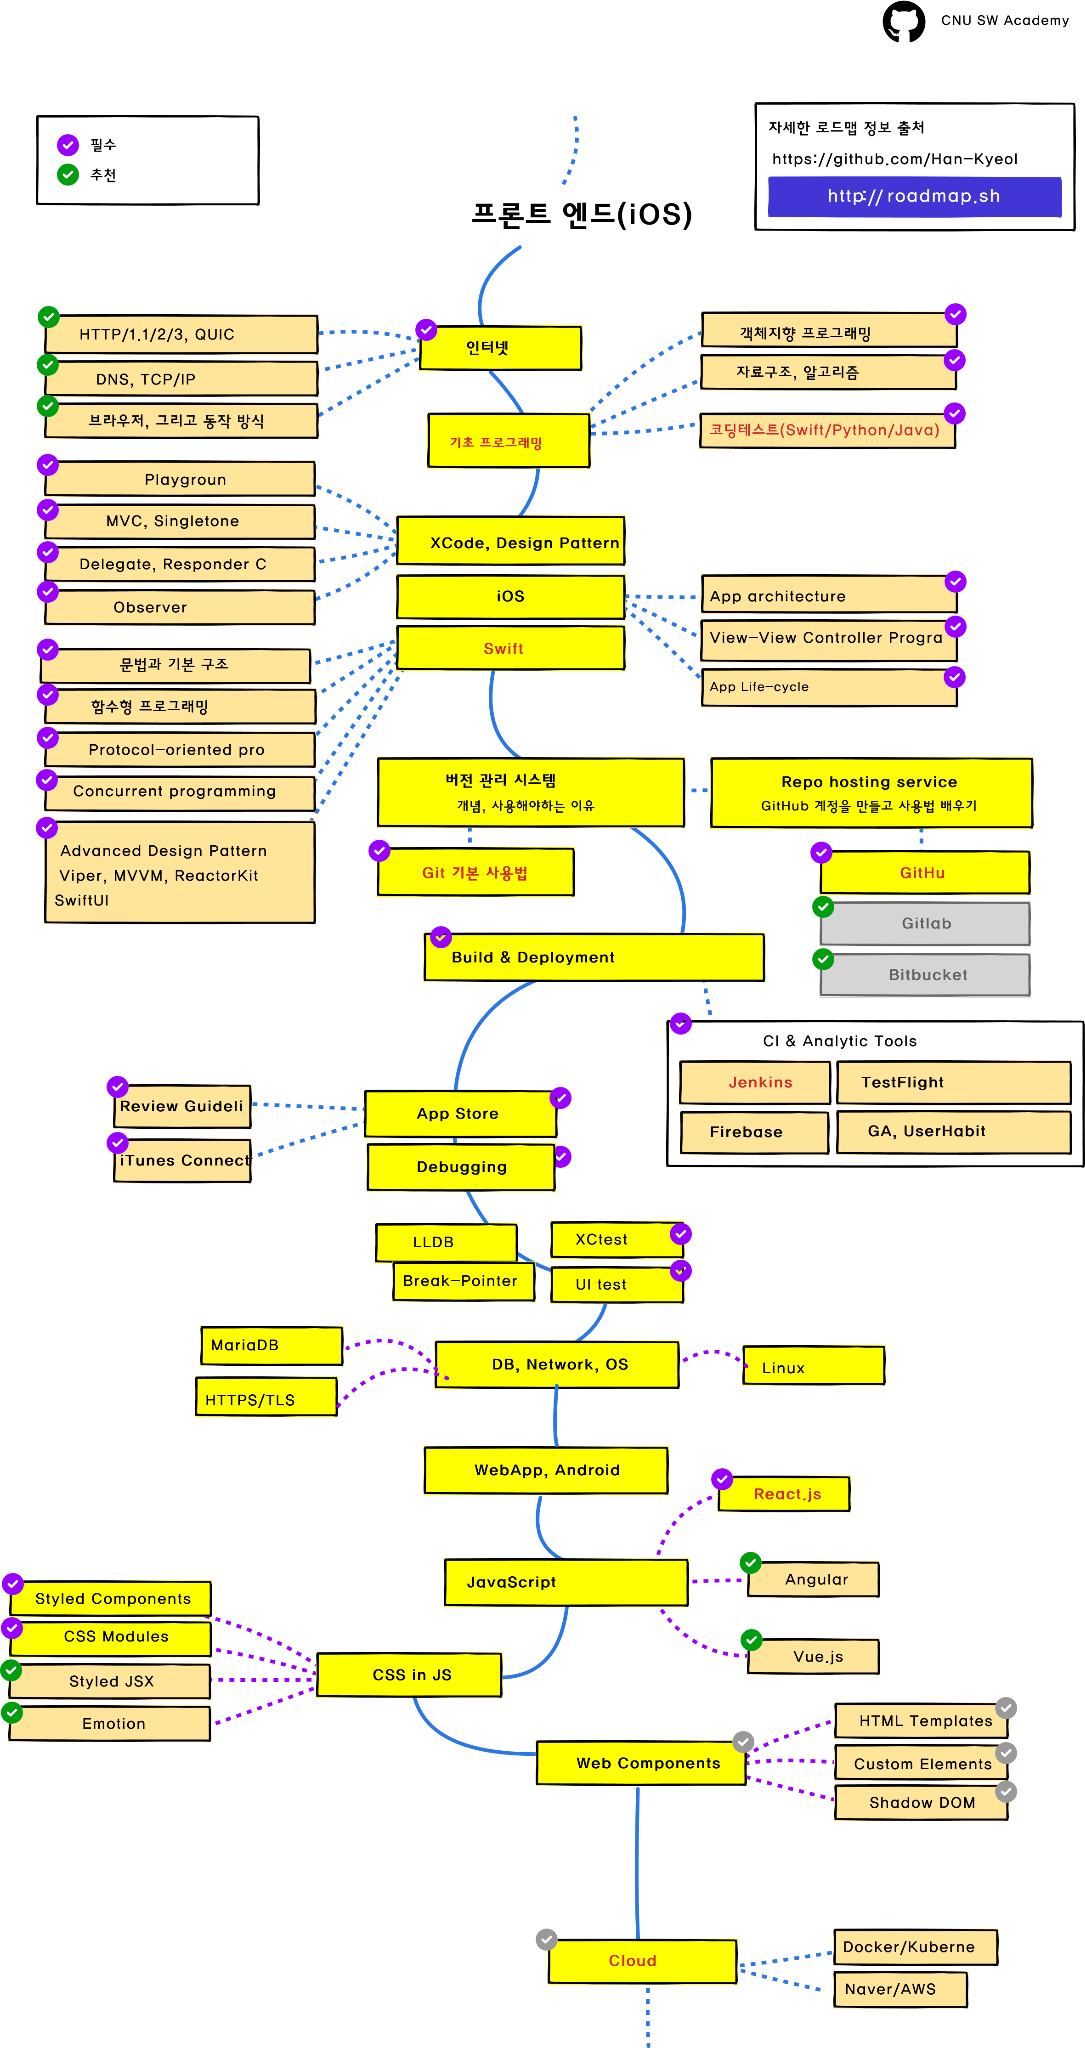 CNU SW Academy
필수
추천
자세한 로드맵 정보 출처
https://github.com/Han-Kyeol
http://roadmap.sh
프론트 엔드(iOS)
HTTP/1.1/2/3, QUIC
DNS, TCP/IP
브라우저, 그리고 동작 방식
인터넷
기초 프로그래밍
객체지향 프로그래밍
자료구조, 알고리즘
코딩테스트(Swift/Python/Java)
Playgroun
MVC, Singletone
Delegate, Responder C
Observer
XCode, Design Pattern
iOS
Swift
App architecture
View-View Controller Progra
App Life-cycle
문법과 기본 구조
함수형 프로그래밍
Protocol-oriented pro
Concurrent programming
Advanced Design Pattern
Viper, MVVM, ReactorKit
SwiftUI
버전 관리 시스템
개념, 사용해야하는 이유
Repo hosting service
GitHub 계정을 만들고 사용법 배우기
Git 기본 사용법
GitHu
Gitlab
Bitbucket
Build & Deployment
CI & Analytic Tools
Jenkins
TestFlight
Firebase
GA, UserHabit
Review Guideli
iTunes Connect
App Store
Debugging
LLDB
Break-Pointer
XCtest
UI test
MariaDB
HTTPS/TLS
DB, Network, OS
Linux
WebApp, Android
React.js
JavaScript
Angular
Vue.js
Styled Components
CSS Modules
Styled JSX
Emotion
CSS in JS
Web Components
HTML Templates
Custom Elements
Shadow DOM
Cloud
Docker/Kuberne
Naver/AWS